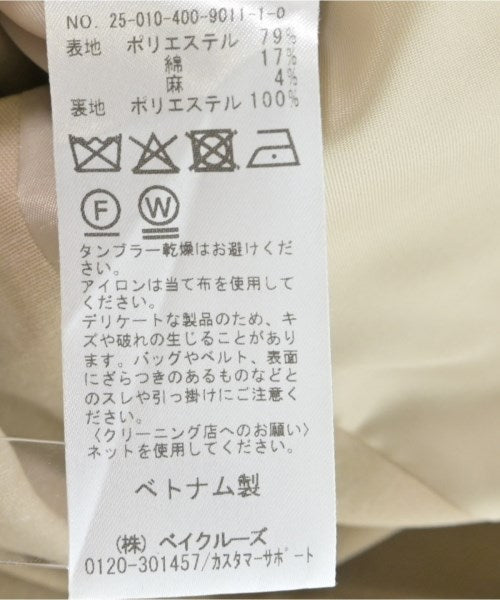 NO. 25-010-400-9011-1-0
表地 ポリエステル 79%
綿 17%
麻 4%
裏地 ポリエステル 100%
F W
タンブラー乾燥はお避けくだ
さい。
アイロンは当て布を使用して
ください。
デリケートな製品のため、キ
ズや破れの生じることがあり
ます。バッグやベルト、表面
にざらつきのあるものなどと
のスレや引っ掛けにご注意く
ださい。
〈クリーニング店へのお願い〉
ネットを使用してください。
ベトナム製
(株) ベイクルーズ
0120-301457/カスタマーサポート